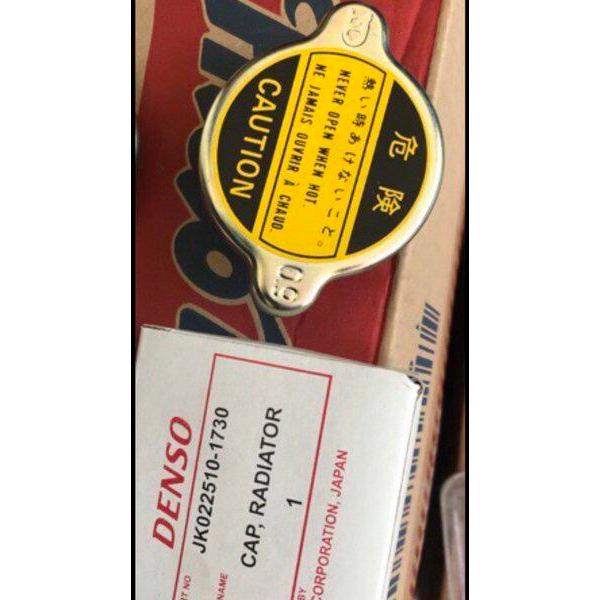 危険
熱い時あけないこと。
NEVER OPEN WHEN HOT.
NE JAMAIS OUVRIR À CHAUD.
CAUTION
0.9
DENSO
JK022510-1730
CAP, RADIATOR
1
CORPORATION, JAPAN